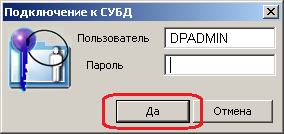 Подключение к СУБД
Пользователь DPADMIN
Пароль
Да Отмена